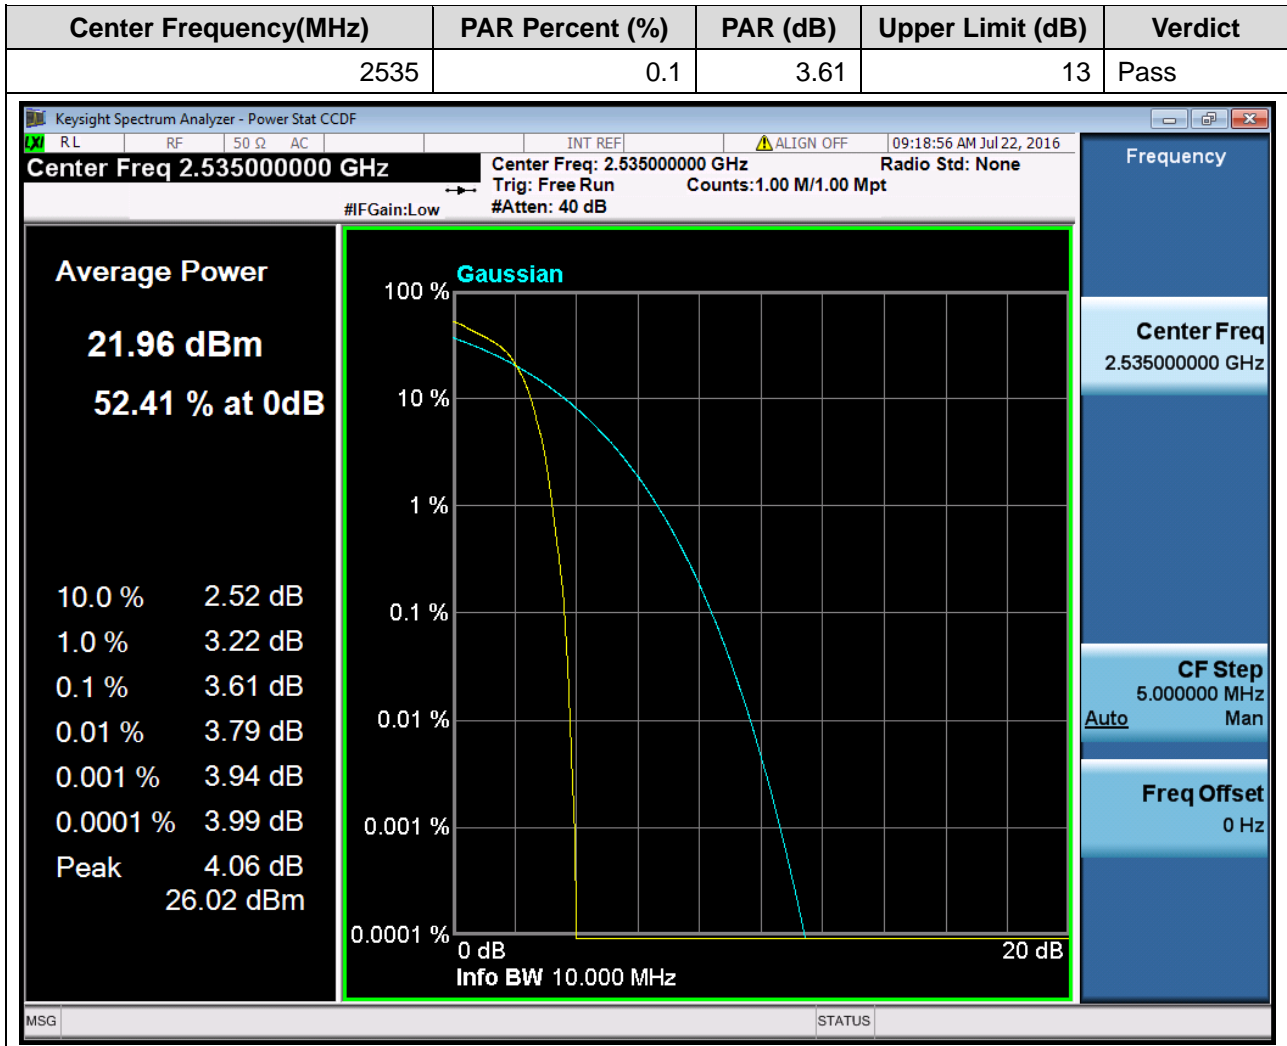 Center Frequency(MHz) PAR Percent (%) PAR (dB) Upper Limit (dB) Verdict
2535 0.1 3.61 13 Pass
Keysight Spectrum Analyzer - Power Stat CCDF
LXI RL RF 50 Ω AC INT REF ALIGN OFF 09:18:56 AM Jul 22, 2016
Center Freq 2.535000000 GHz
Center Freq: 2.535000000 GHz Radio Std: None
Trig: Free Run Counts:1.00 M/1.00 Mpt
#IFGain:Low #Atten: 40 dB
Average Power
21.96 dBm
52.41 % at 0dB
10.0 % 2.52 dB
1.0 % 3.22 dB
0.1 % 3.61 dB
0.01 % 3.79 dB
0.001 % 3.94 dB
0.0001 % 3.99 dB
Peak 4.06 dB
26.02 dBm
Gaussian
100 %
10 %
1 %
0.1 %
0.01 %
0.001 %
0.0001 %
0 dB 20 dB
Info BW 10.000 MHz
Frequency
Center Freq
2.535000000 GHz
CF Step
5.000000 MHz
Auto Man
Freq Offset
0 Hz
MSG STATUS